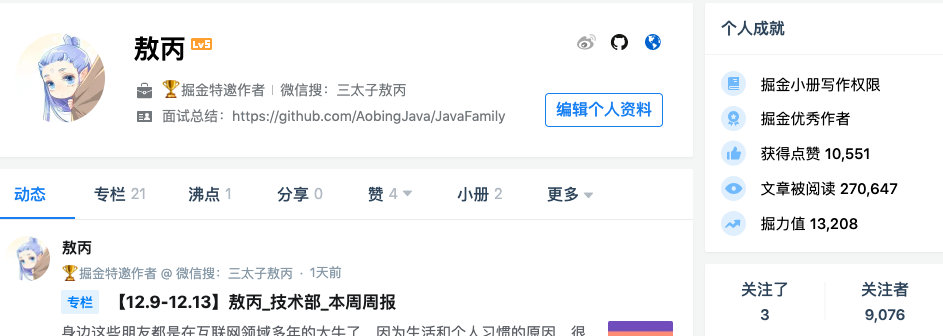 敖丙 Lv5
🏆掘金特邀作者 | 微信搜：三太子敖丙
面试总结：https://github.com/AobingJava/JavaFamily
编辑个人资料
动态 专栏 21 沸点 1 分享 0 赞 4 小册 2 更多
敖丙
🏆掘金特邀作者 @ 微信搜：三太子敖丙 · 1天前
专栏 【12.9-12.13】敖丙_技术部_本周周报
身边这些朋友都是在互联网领域多年的大牛了，因为生活和个人习惯的原因，很
个人成就
掘金小册写作权限
掘金优秀作者
获得点赞 10,551
文章被阅读 270,647
掘力值 13,208
关注了 关注者
3 9,076